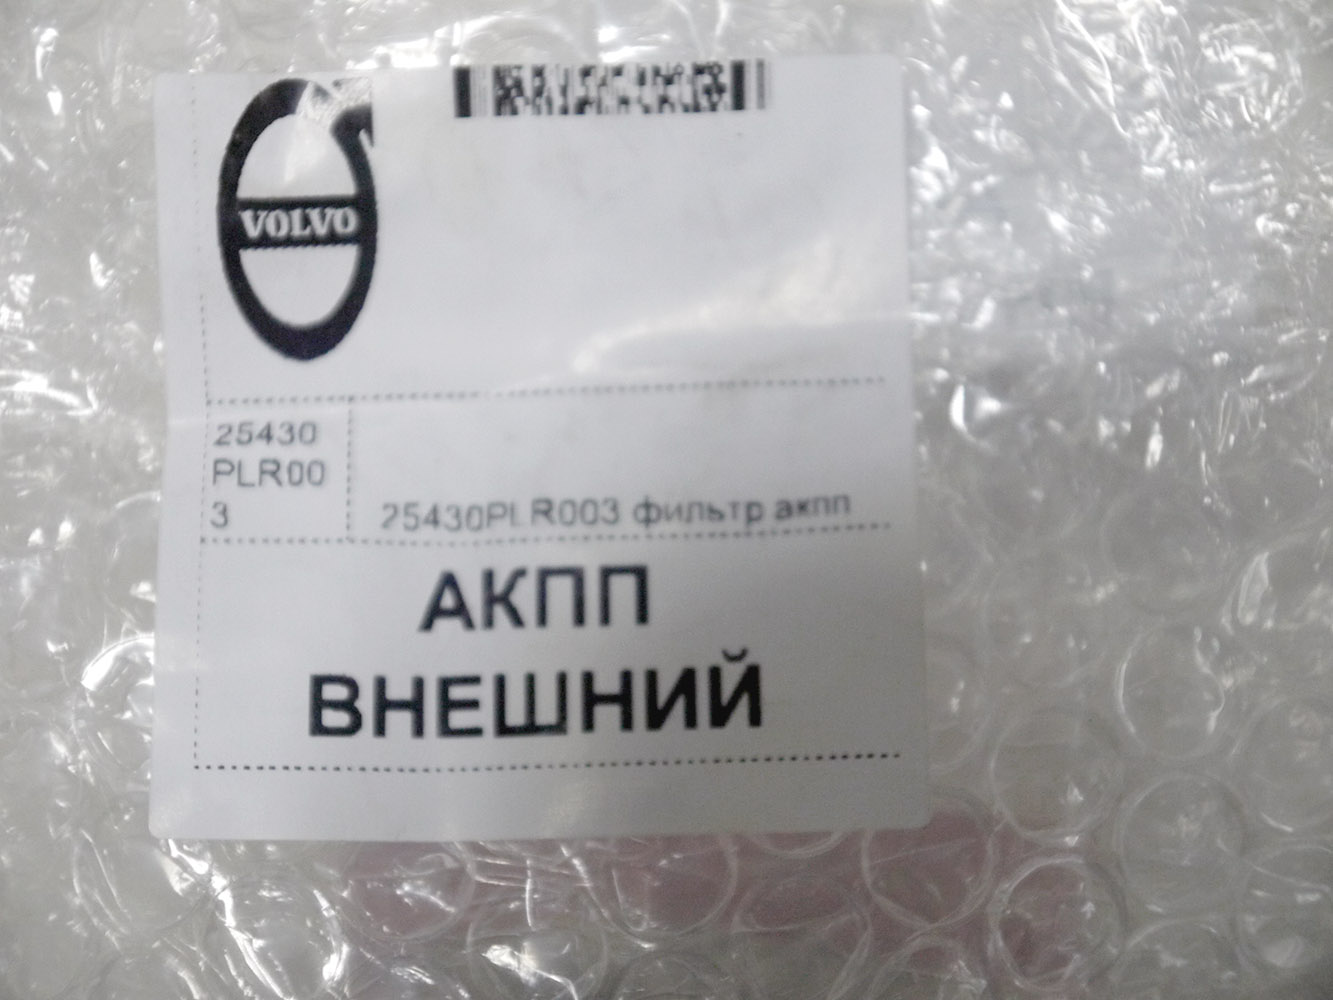 VOLVO
25430
PLR00
3
25430PLR003 фильтр акпп
АКПП
ВНЕШНИЙ